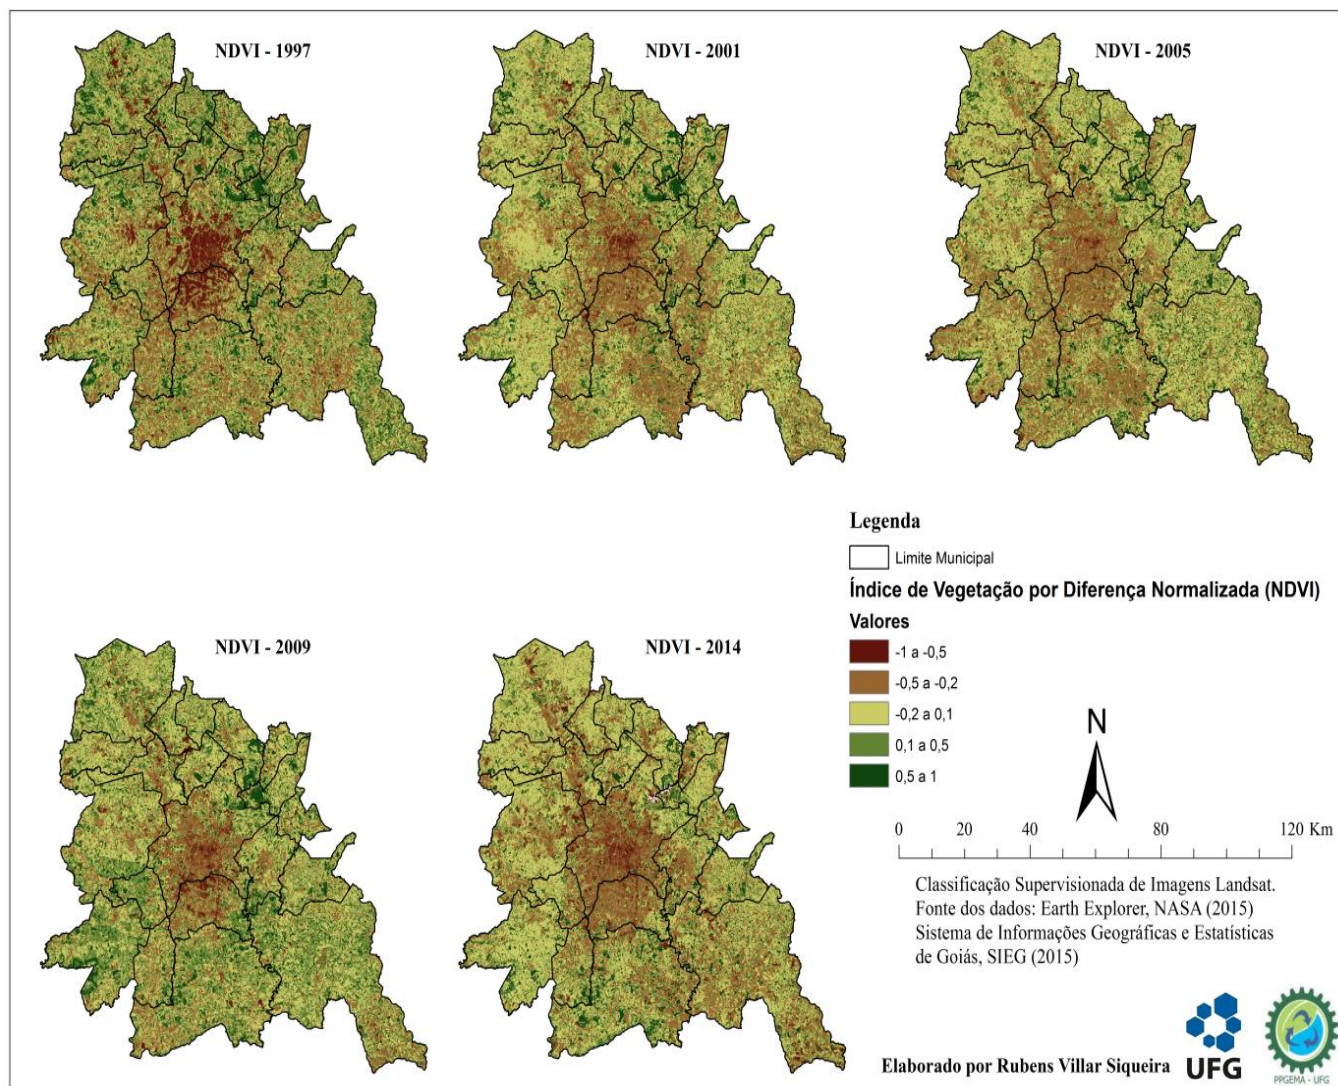 NDVI - 1997
NDVI - 2001
NDVI - 2005
NDVI - 2009
NDVI - 2014
Legenda
Limite Municipal
Índice de Vegetação por Diferença Normalizada (NDVI)
Valores
-1 a -0,5
-0,5 a -0,2
-0,2 a 0,1
0,1 a 0,5
0,5 a 1
N
0 20 40 80 120 Km
Classificação Supervisionada de Imagens Landsat.
Fonte dos dados: Earth Explorer, NASA (2015)
Sistema de Informações Geográficas e Estatísticas
de Goiás, SIEG (2015)
Elaborado por Rubens Villar Siqueira
UFG
PPGEMA - UFG